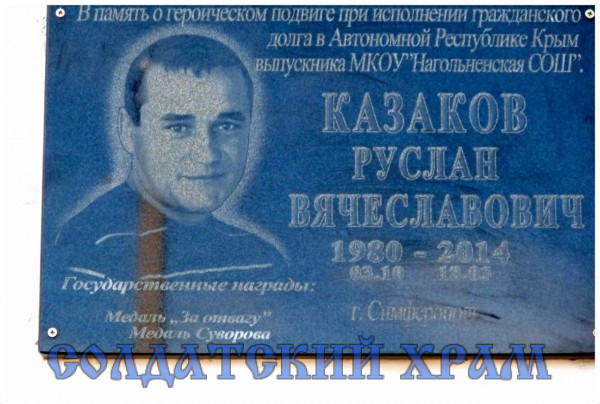 В память о героическом подвиге при исполнении гражданского
долга в Автономной Республике Крым
выпускника МКОУ"Нагольненская СОШ".
КАЗАКОВ
РУСЛАН
ВЯЧЕСЛАВОВИЧ
1980 - 2014
03.10 18.03
Государственные награды:
Медаль „За отвагу"
Медаль Суворова
г. Симферополь
СОЛДАТСКИЙ ХРАМ